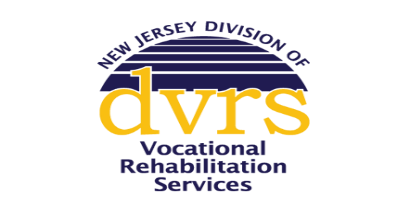 NEW JERSEY DIVISION OF
dvrs
Vocational
Rehabilitation
Services